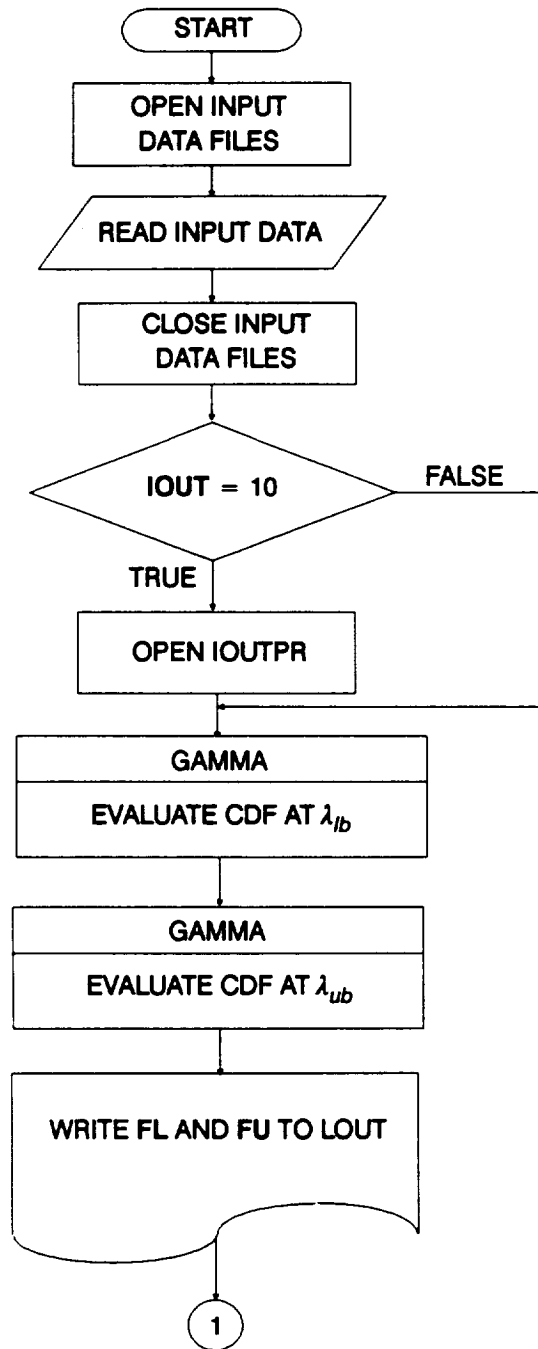 START
OPEN INPUT
DATA FILES
READ INPUT DATA
CLOSE INPUT
DATA FILES
IOUT = 10
FALSE
TRUE
OPEN IOUTPR
GAMMA
EVALUATE CDF AT λlb
GAMMA
EVALUATE CDF AT λub
WRITE FL AND FU TO LOUT
1